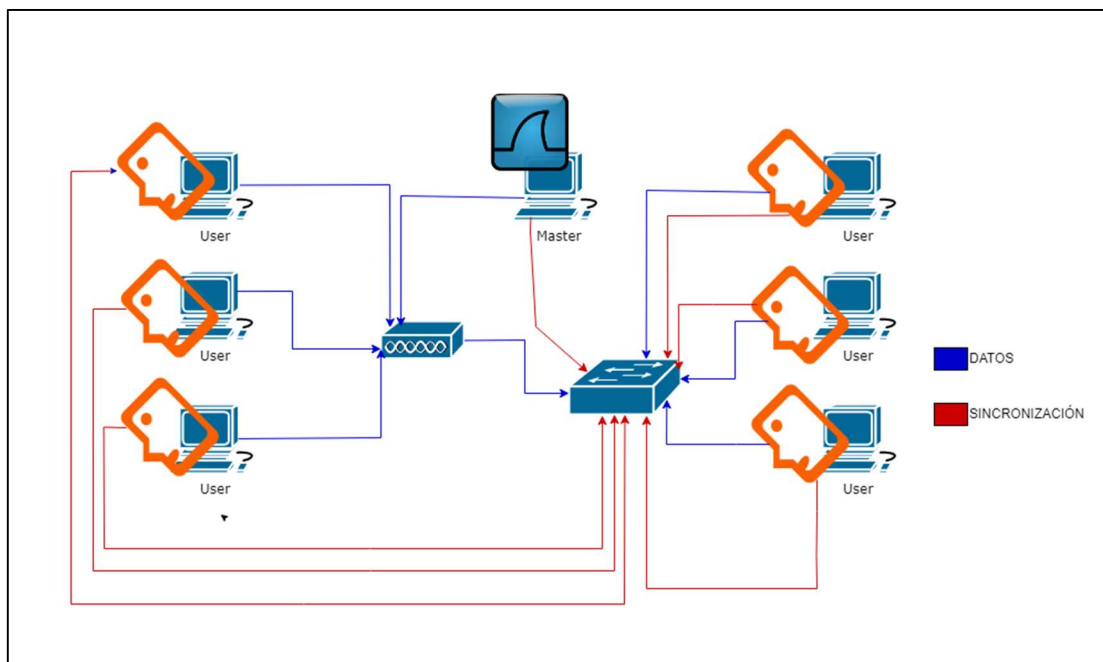 User
Master
User
User
User
DATOS
SINCRONIZACIÓN
User
User